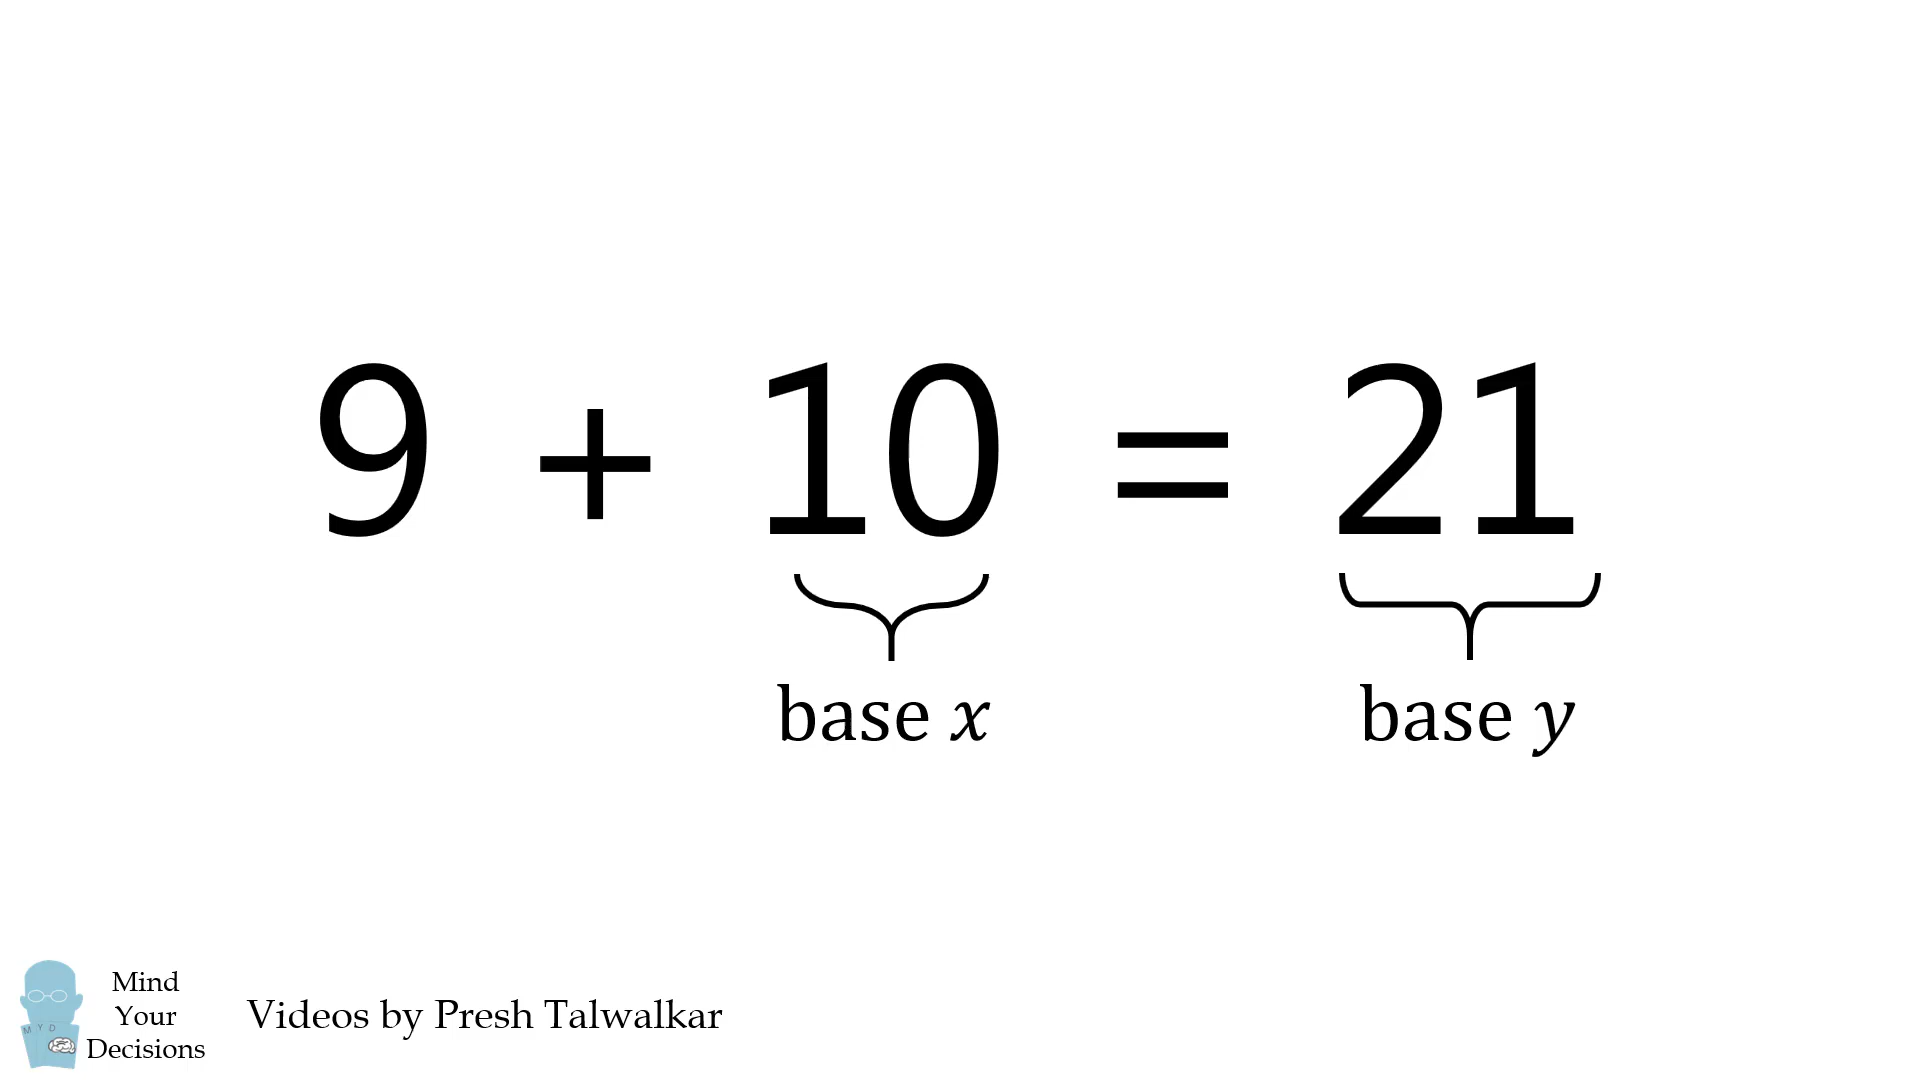 9 + 10 = 21
base x base y
Mind
Your
Decisions
M Y D
Videos by Presh Talwalkar